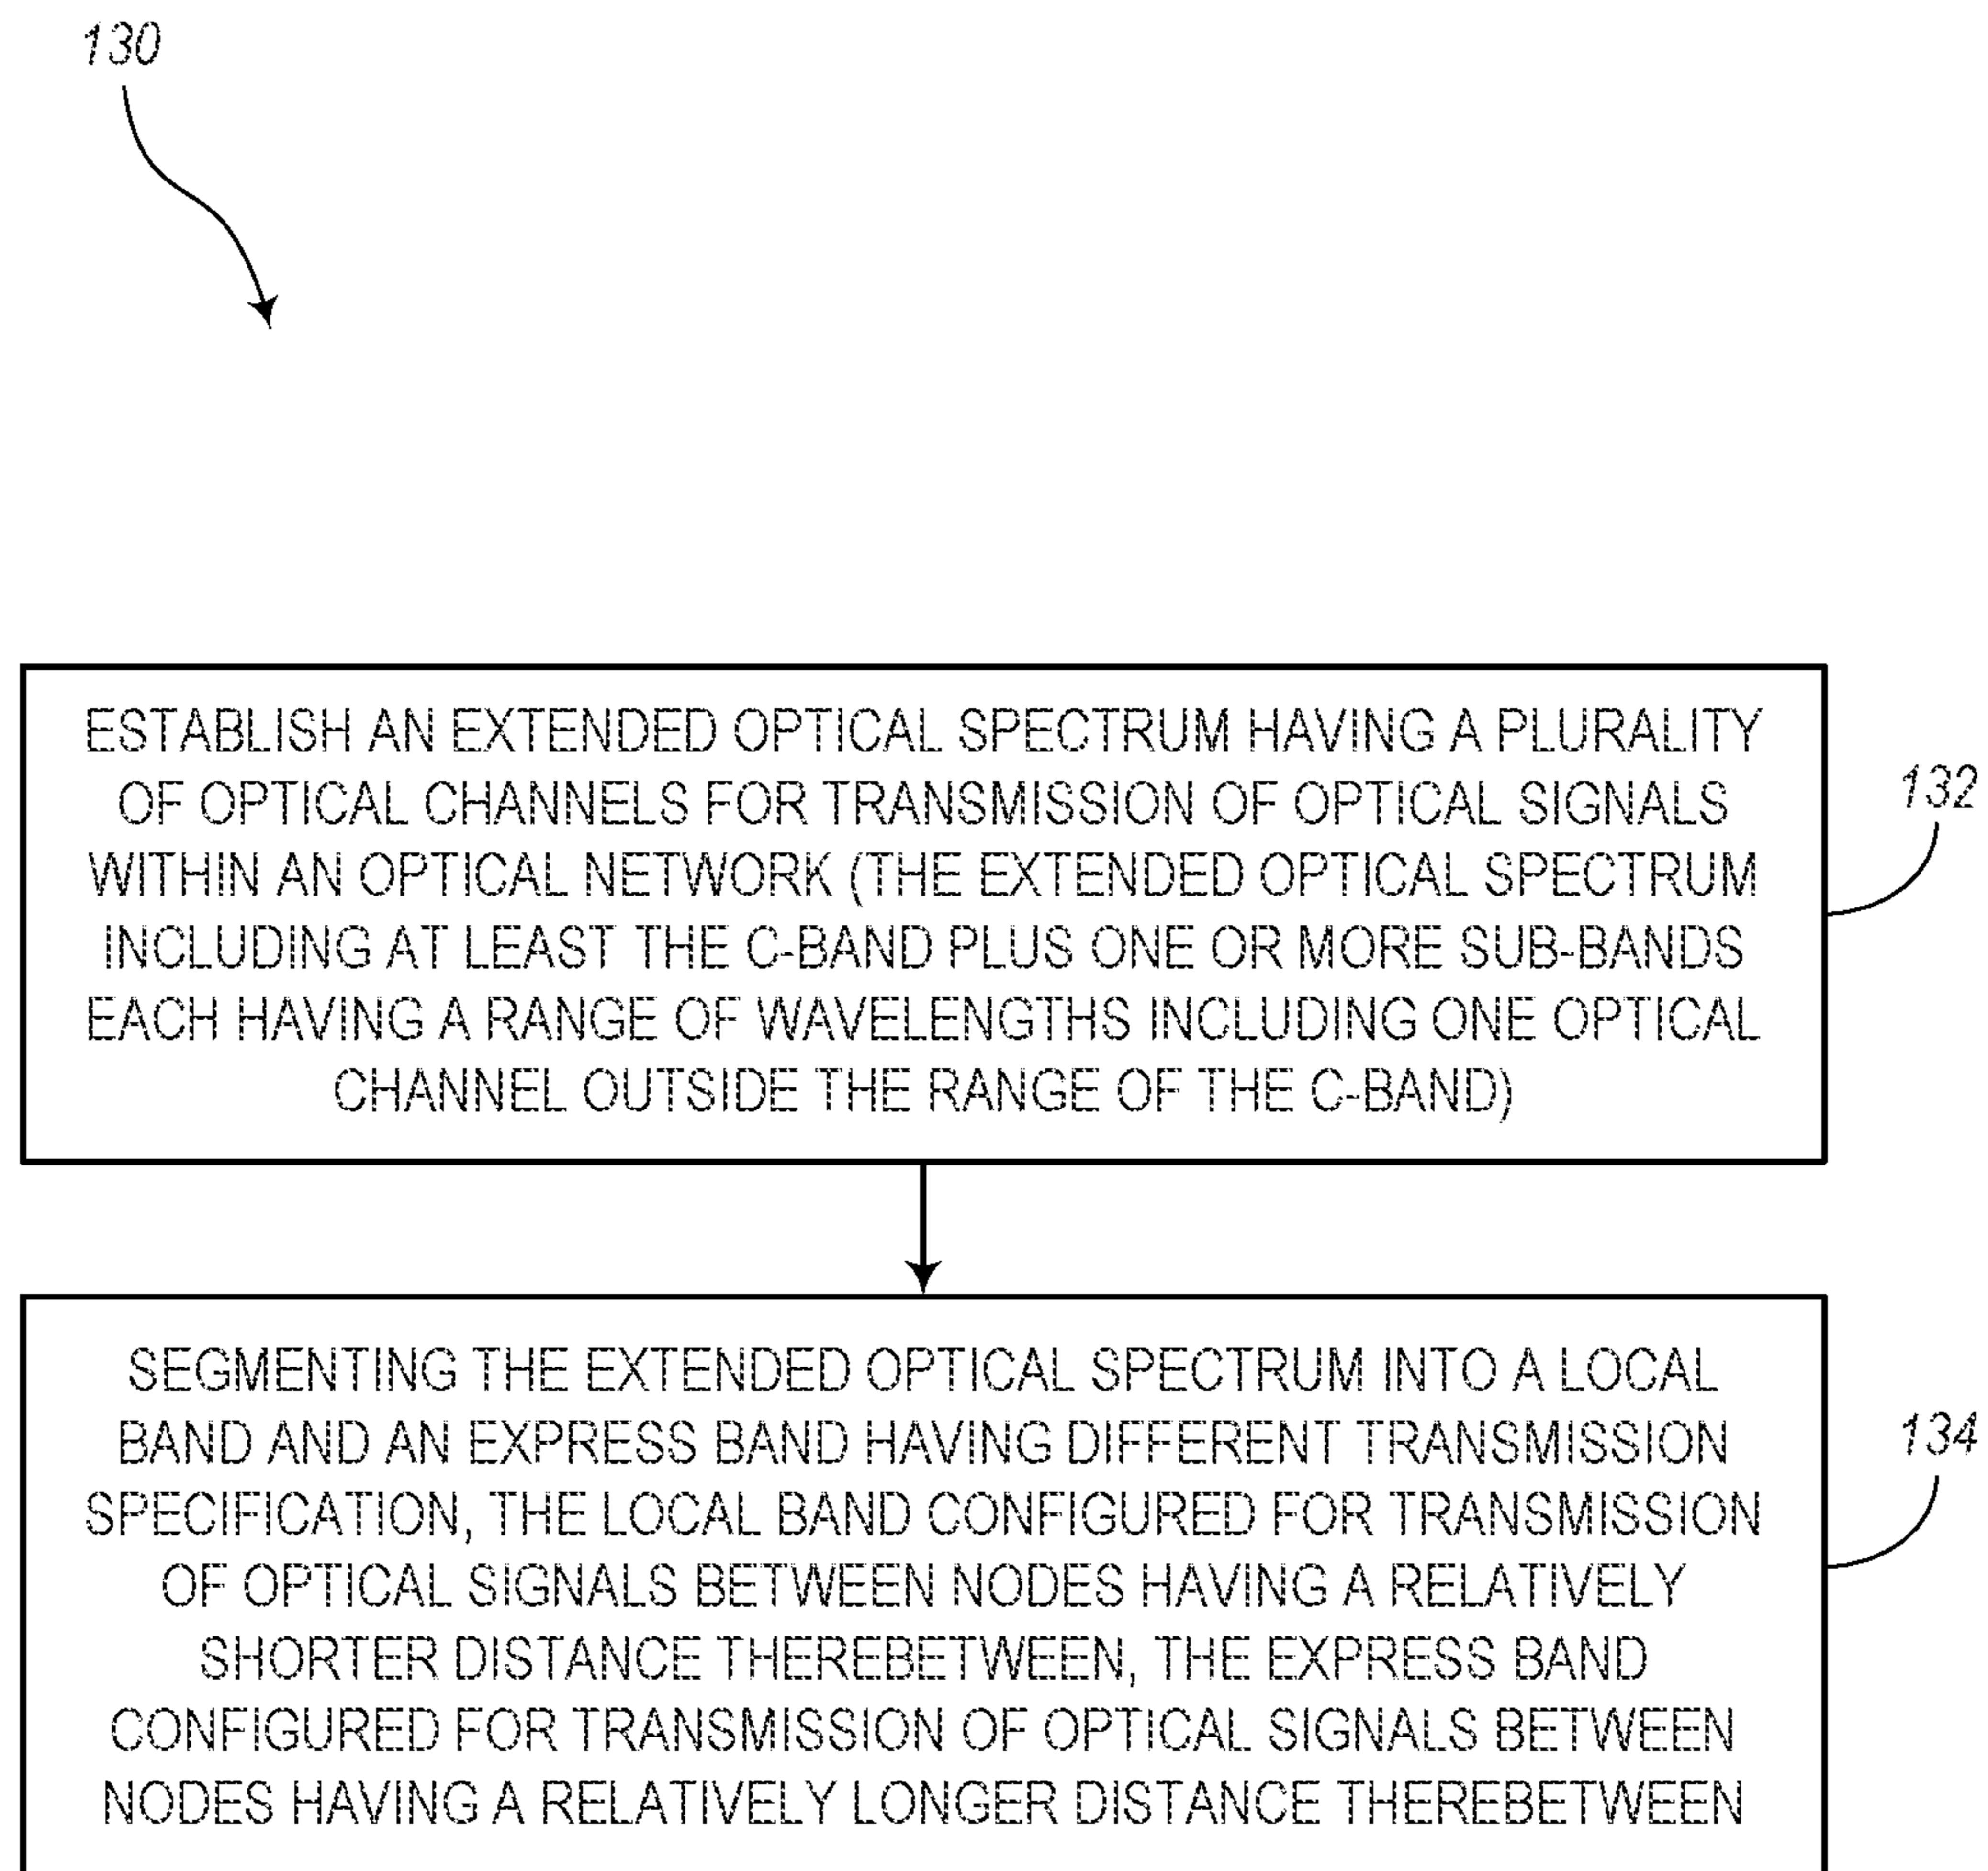 130
ESTABLISH AN EXTENDED OPTICAL SPECTRUM HAVING A PLURALITY
OF OPTICAL CHANNELS FOR TRANSMISSION OF OPTICAL SIGNALS
WITHIN AN OPTICAL NETWORK (THE EXTENDED OPTICAL SPECTRUM
INCLUDING AT LEAST THE C-BAND PLUS ONE OR MORE SUB-BANDS
EACH HAVING A RANGE OF WAVELENGTHS INCLUDING ONE OPTICAL
CHANNEL OUTSIDE THE RANGE OF THE C-BAND)
132
SEGMENTING THE EXTENDED OPTICAL SPECTRUM INTO A LOCAL
BAND AND AN EXPRESS BAND HAVING DIFFERENT TRANSMISSION
SPECIFICATION, THE LOCAL BAND CONFIGURED FOR TRANSMISSION
OF OPTICAL SIGNALS BETWEEN NODES HAVING A RELATIVELY
SHORTER DISTANCE THEREBETWEEN, THE EXPRESS BAND
CONFIGURED FOR TRANSMISSION OF OPTICAL SIGNALS BETWEEN
NODES HAVING A RELATIVELY LONGER DISTANCE THEREBETWEEN
134